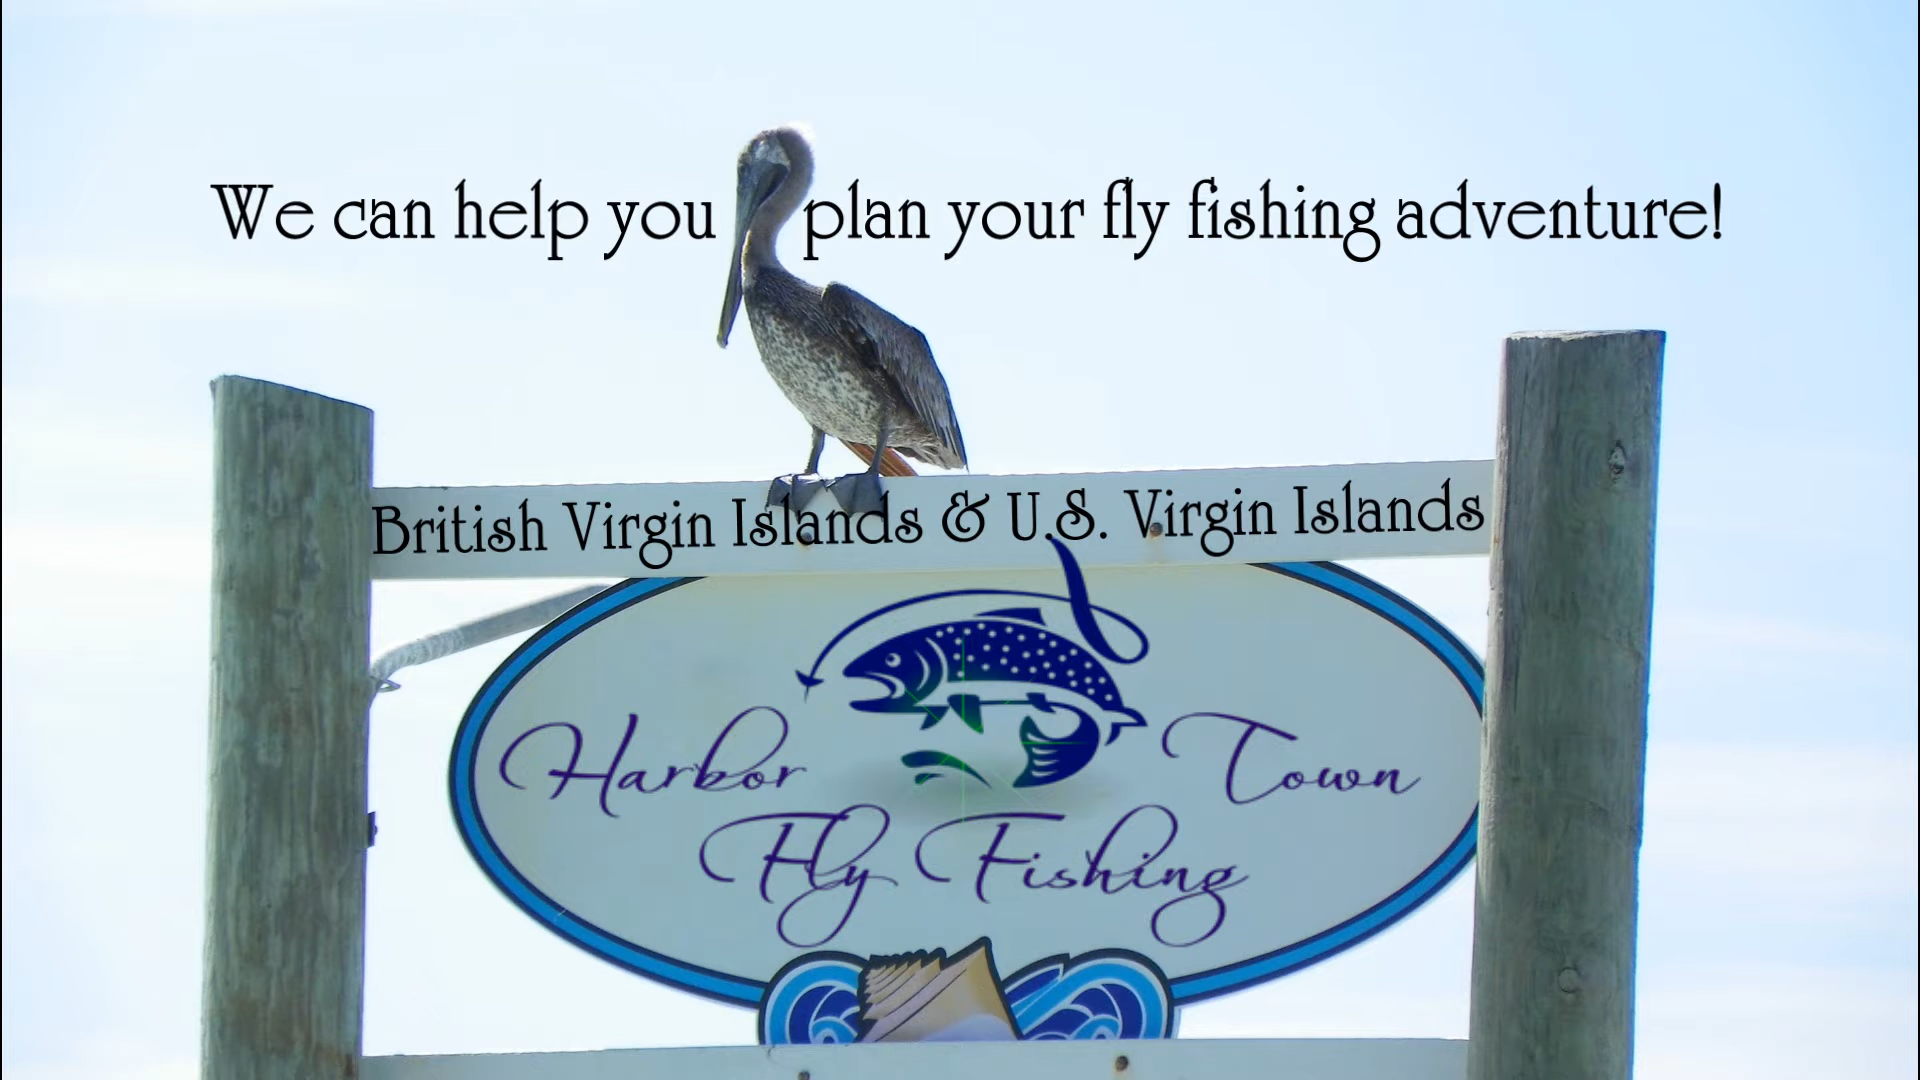 We can help you plan your fly fishing adventure!
British Virgin Islands & U.S. Virgin Islands
Harbor Town
Fly Fishing